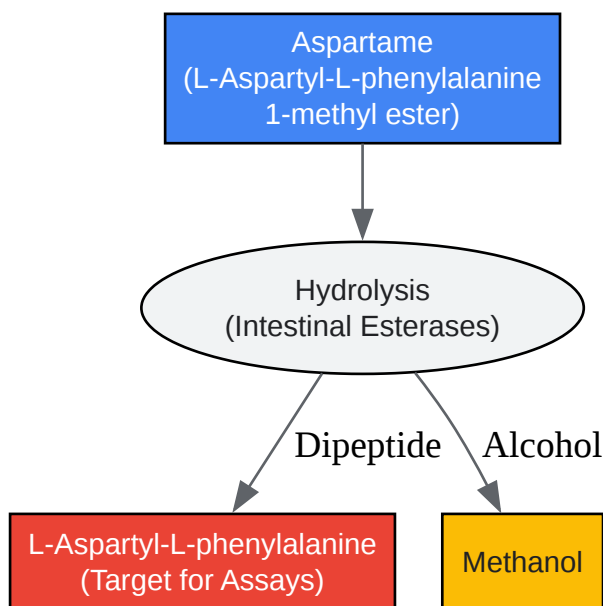 Aspartame
(L-Aspartyl-L-phenylalanine
1-methyl ester)
Hydrolysis
(Intestinal Esterases)
Dipeptide
Alcohol
L-Aspartyl-L-phenylalanine
(Target for Assays)
Methanol